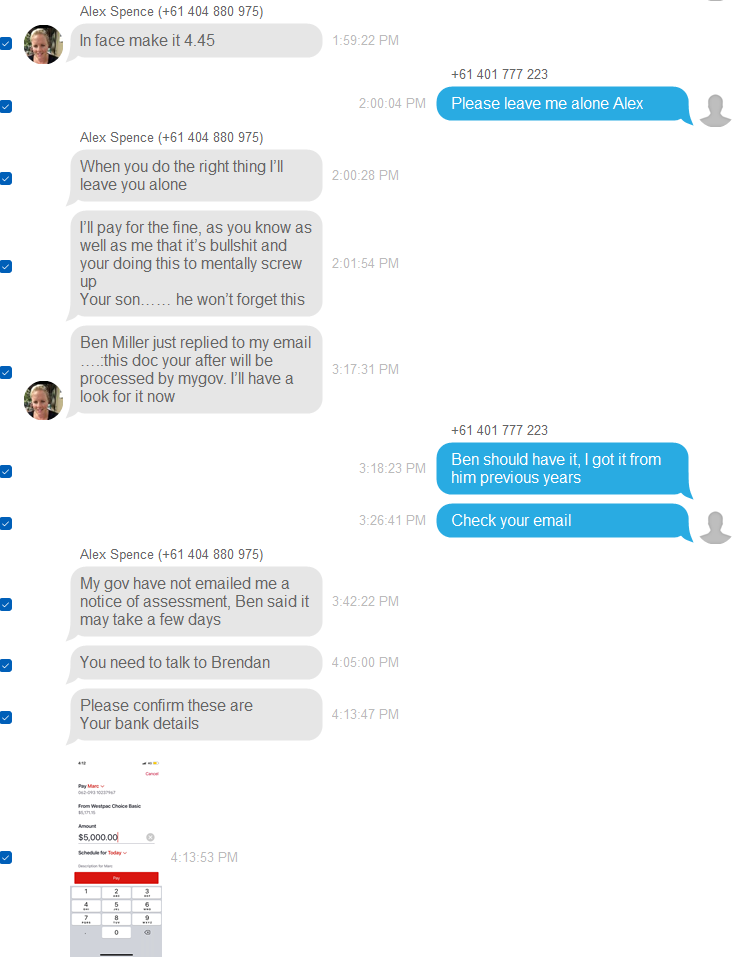 Alex Spence (+61 404 880 975)
In face make it 4.45
1:59:22 PM
+61 401 777 223
2:00:04 PM
Please leave me alone Alex
Alex Spence (+61 404 880 975)
When you do the right thing I'll
leave you alone
2:00:28 PM
I'll pay for the fine, as you know as
well as me that it's bullshit and
your doing this to mentally screw
up
Your son…… he won't forget this
2:01:54 PM
Ben Miller just replied to my email
….:this doc your after will be
processed by mygov. I'll have a
look for it now
3:17:31 PM
+61 401 777 223
3:18:23 PM
Ben should have it, I got it from
him previous years
3:26:41 PM
Check your email
Alex Spence (+61 404 880 975)
My gov have not emailed me a
notice of assessment, Ben said it
may take a few days
3:42:22 PM
You need to talk to Brendan
4:05:00 PM
Please confirm these are
Your bank details
4:13:47 PM
4:12
Cancel
Pay Marc
From Westpac Choice Basic
Amount
$5,000.00
Schedule for Today
Description for Marc
Pay
1 2 3
4 5 6
7 8 9
0
4:13:53 PM